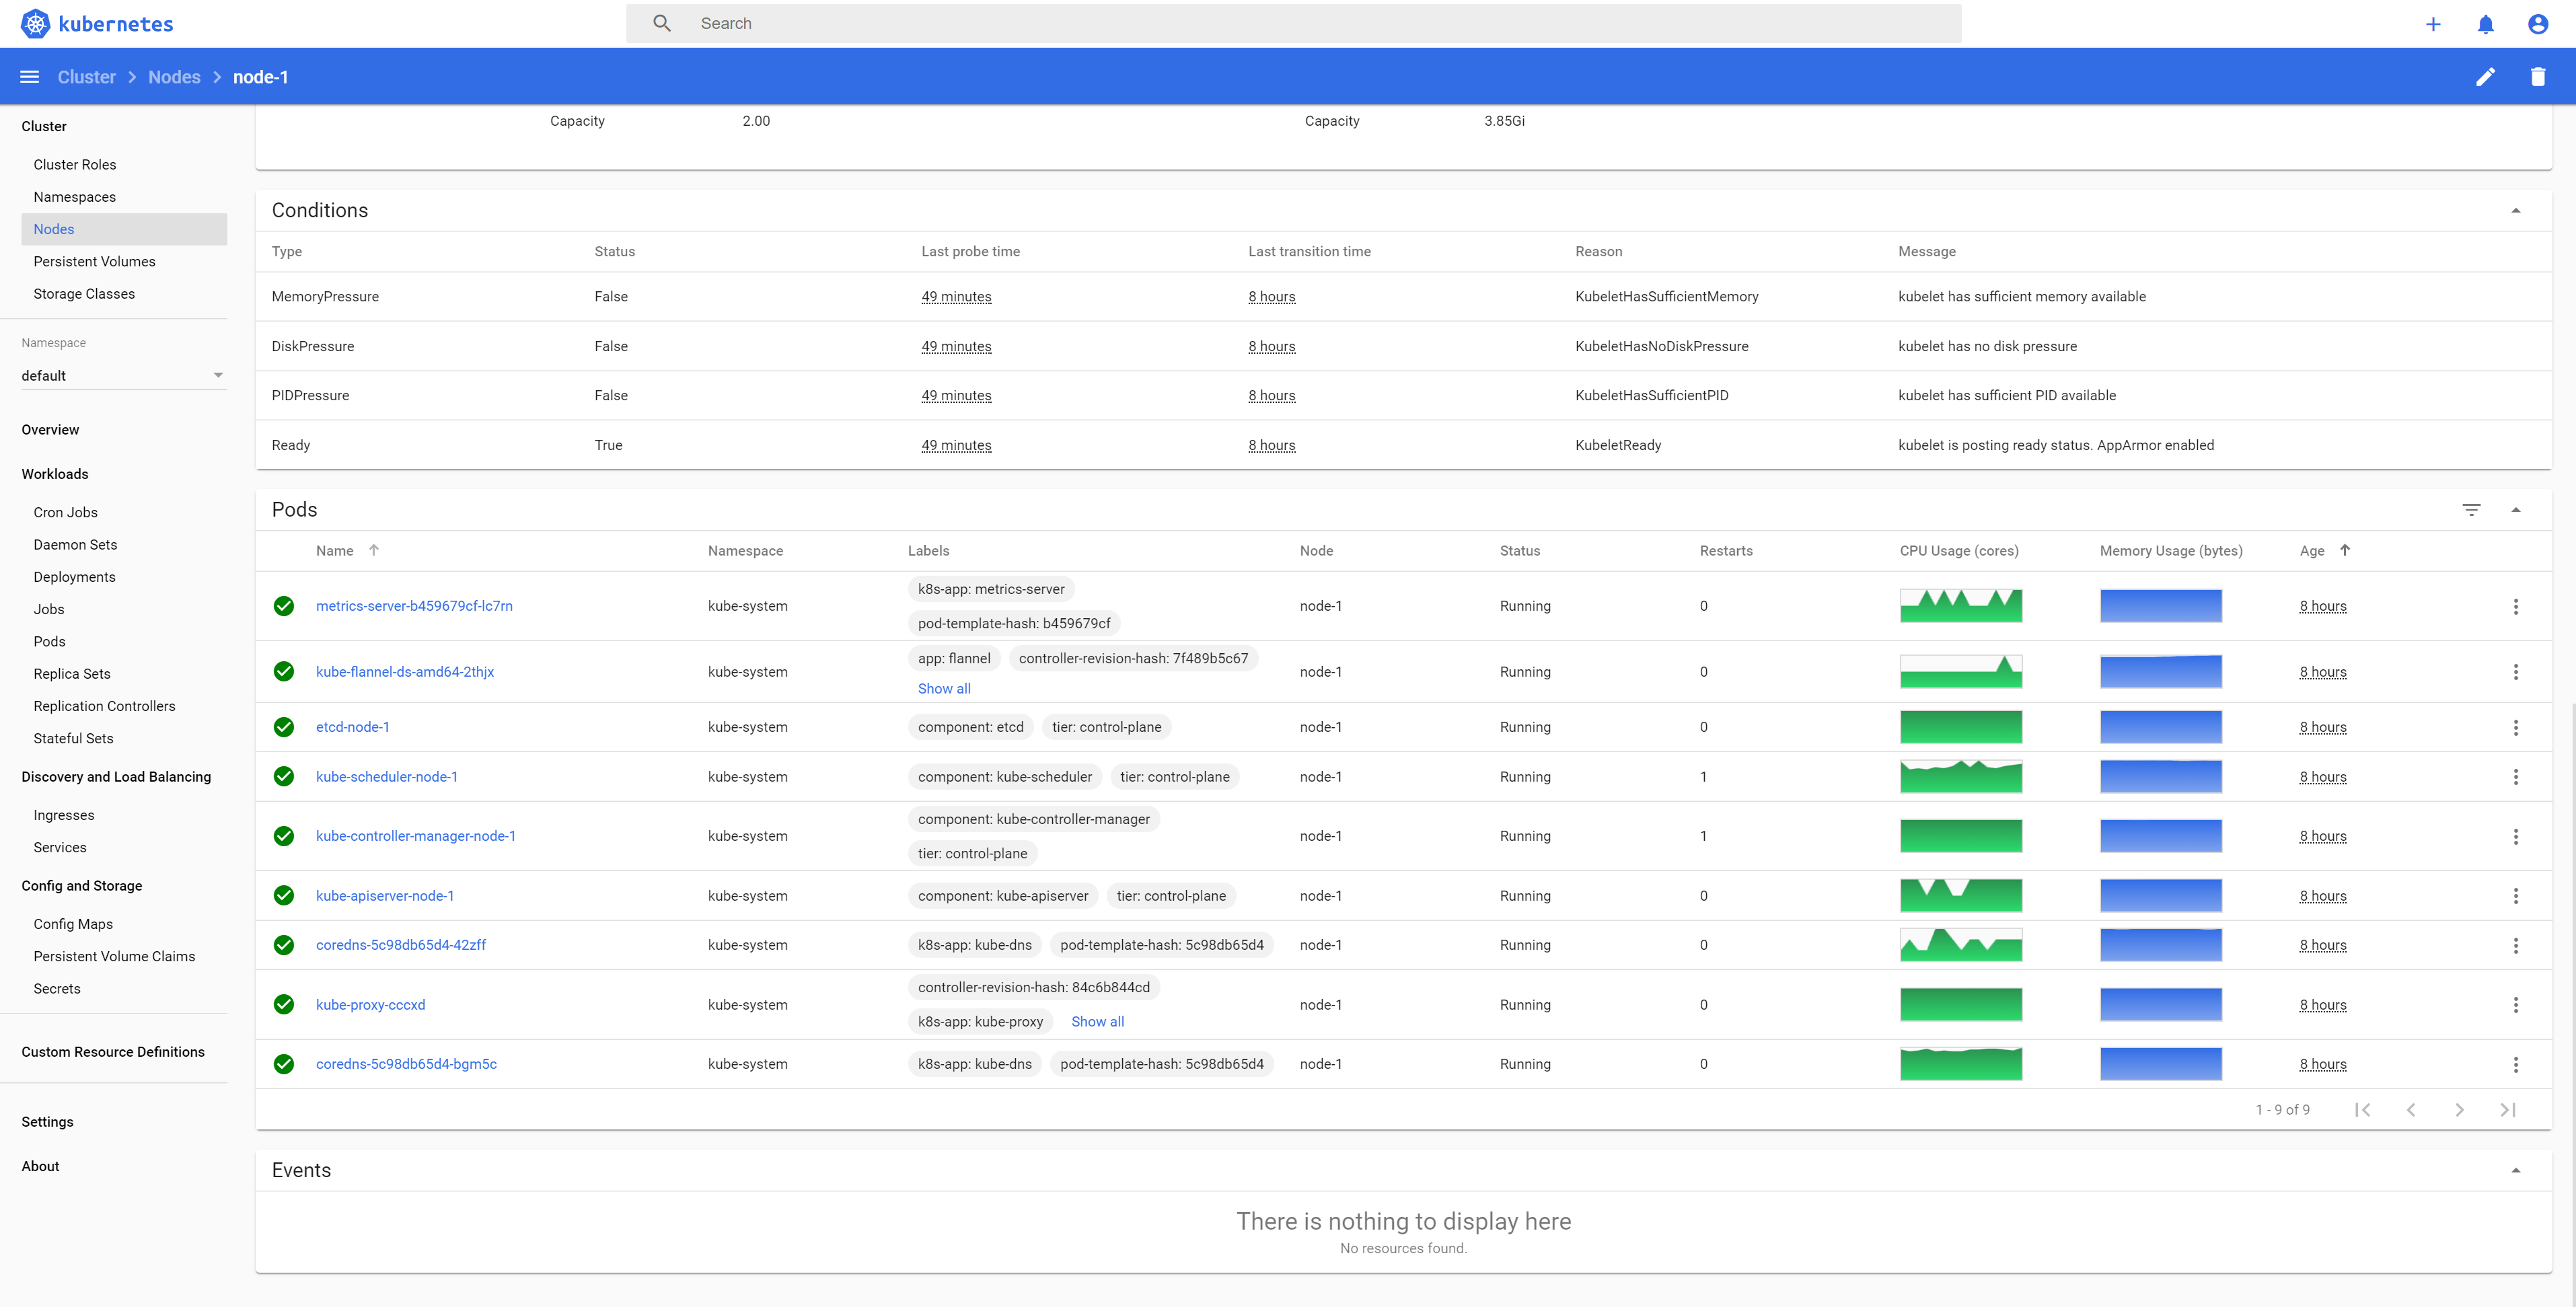 kubernetes
Search
Cluster > Nodes > node-1
Cluster
Cluster Roles
Namespaces
Nodes
Persistent Volumes
Storage Classes
Namespace
default
Overview
Workloads
Cron Jobs
Daemon Sets
Deployments
Jobs
Pods
Replica Sets
Replication Controllers
Stateful Sets
Discovery and Load Balancing
Ingresses
Services
Config and Storage
Config Maps
Persistent Volume Claims
Secrets
Custom Resource Definitions
Settings
About
Capacity 2.00 Capacity 3.85Gi
Conditions
Type Status Last probe time Last transition time Reason Message
MemoryPressure False 49 minutes 8 hours KubeletHasSufficientMemory kubelet has sufficient memory available
DiskPressure False 49 minutes 8 hours KubeletHasNoDiskPressure kubelet has no disk pressure
PIDPressure False 49 minutes 8 hours KubeletHasSufficientPID kubelet has sufficient PID available
Ready True 49 minutes 8 hours KubeletReady kubelet is posting ready status. AppArmor enabled
Pods
Name Namespace Labels Node Status Restarts CPU Usage (cores) Memory Usage (bytes) Age
k8s-app: metrics-server
metrics-server-b459679cf-lc7rn kube-system node-1 Running 0 8 hours
pod-template-hash: b459679cf
app: flannel controller-revision-hash: 7f489b5c67
kube-flannel-ds-amd64-2thjx kube-system node-1 Running 0 8 hours
Show all
etcd-node-1 kube-system component: etcd tier: control-plane node-1 Running 0 8 hours
kube-scheduler-node-1 kube-system component: kube-scheduler tier: control-plane node-1 Running 1 8 hours
component: kube-controller-manager
kube-controller-manager-node-1 kube-system node-1 Running 1 8 hours
tier: control-plane
kube-apiserver-node-1 kube-system component: kube-apiserver tier: control-plane node-1 Running 0 8 hours
coredns-5c98db65d4-42zff kube-system k8s-app: kube-dns pod-template-hash: 5c98db65d4 node-1 Running 0 8 hours
controller-revision-hash: 84c6b844cd
kube-proxy-cccxd kube-system node-1 Running 0 8 hours
k8s-app: kube-proxy Show all
coredns-5c98db65d4-bgm5c kube-system k8s-app: kube-dns pod-template-hash: 5c98db65d4 node-1 Running 0 8 hours
1 - 9 of 9
Events
There is nothing to display here
No resources found.